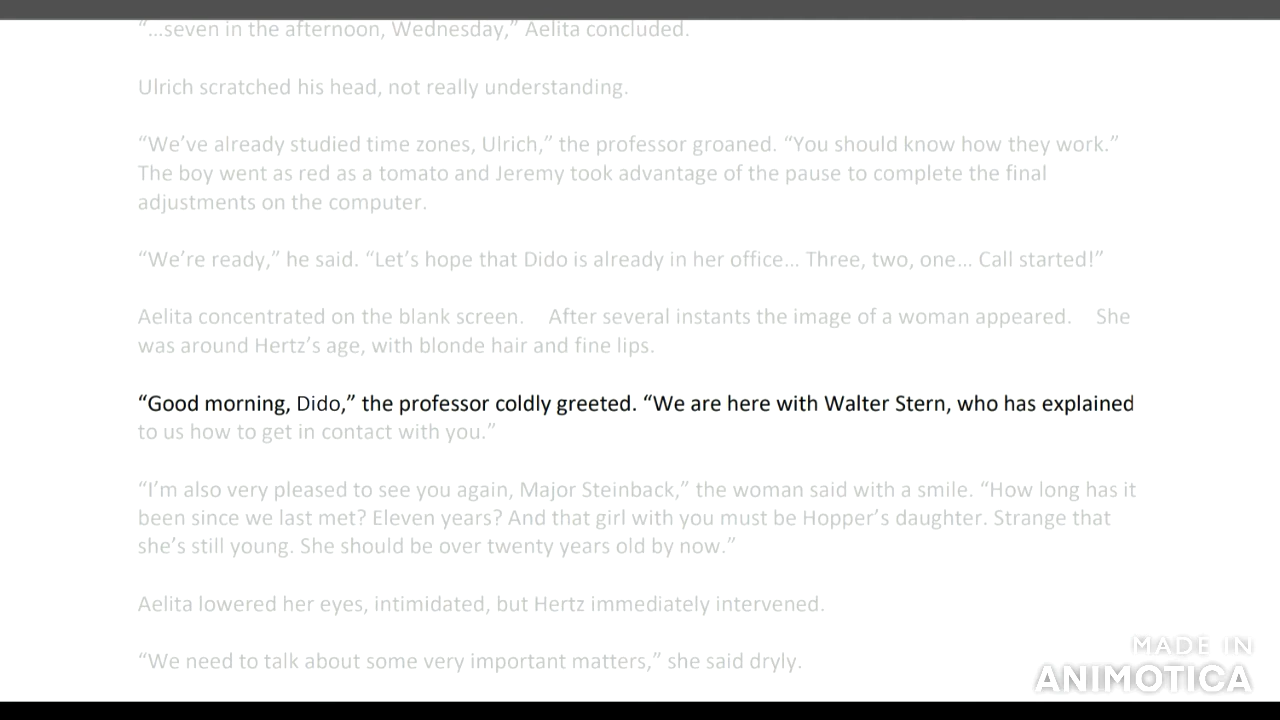 “…seven in the afternoon, Wednesday,” Aelita concluded.
Ulrich scratched his head, not really understanding.
“We’ve already studied time zones, Ulrich,” the professor groaned. “You should know how they work.”
The boy went as red as a tomato and Jeremy took advantage of the pause to complete the final
adjustments on the computer.
“We’re ready,” he said. “Let’s hope that Dido is already in her office… Three, two, one… Call started!”
Aelita concentrated on the blank screen. After several instants the image of a woman appeared. She
was around Hertz’s age, with blonde hair and fine lips.
“Good morning, Dido,” the professor coldly greeted. “We are here with Walter Stern, who has explained
to us how to get in contact with you.”
“I’m also very pleased to see you again, Major Steinback,” the woman said with a smile. “How long has it
been since we last met? Eleven years? And that girl with you must be Hopper’s daughter. Strange that
she’s still young. She should be over twenty years old by now.”
Aelita lowered her eyes, intimidated, but Hertz immediately intervened.
“We need to talk about some very important matters,” she said dryly.
MADE IN
ANIMOTICA